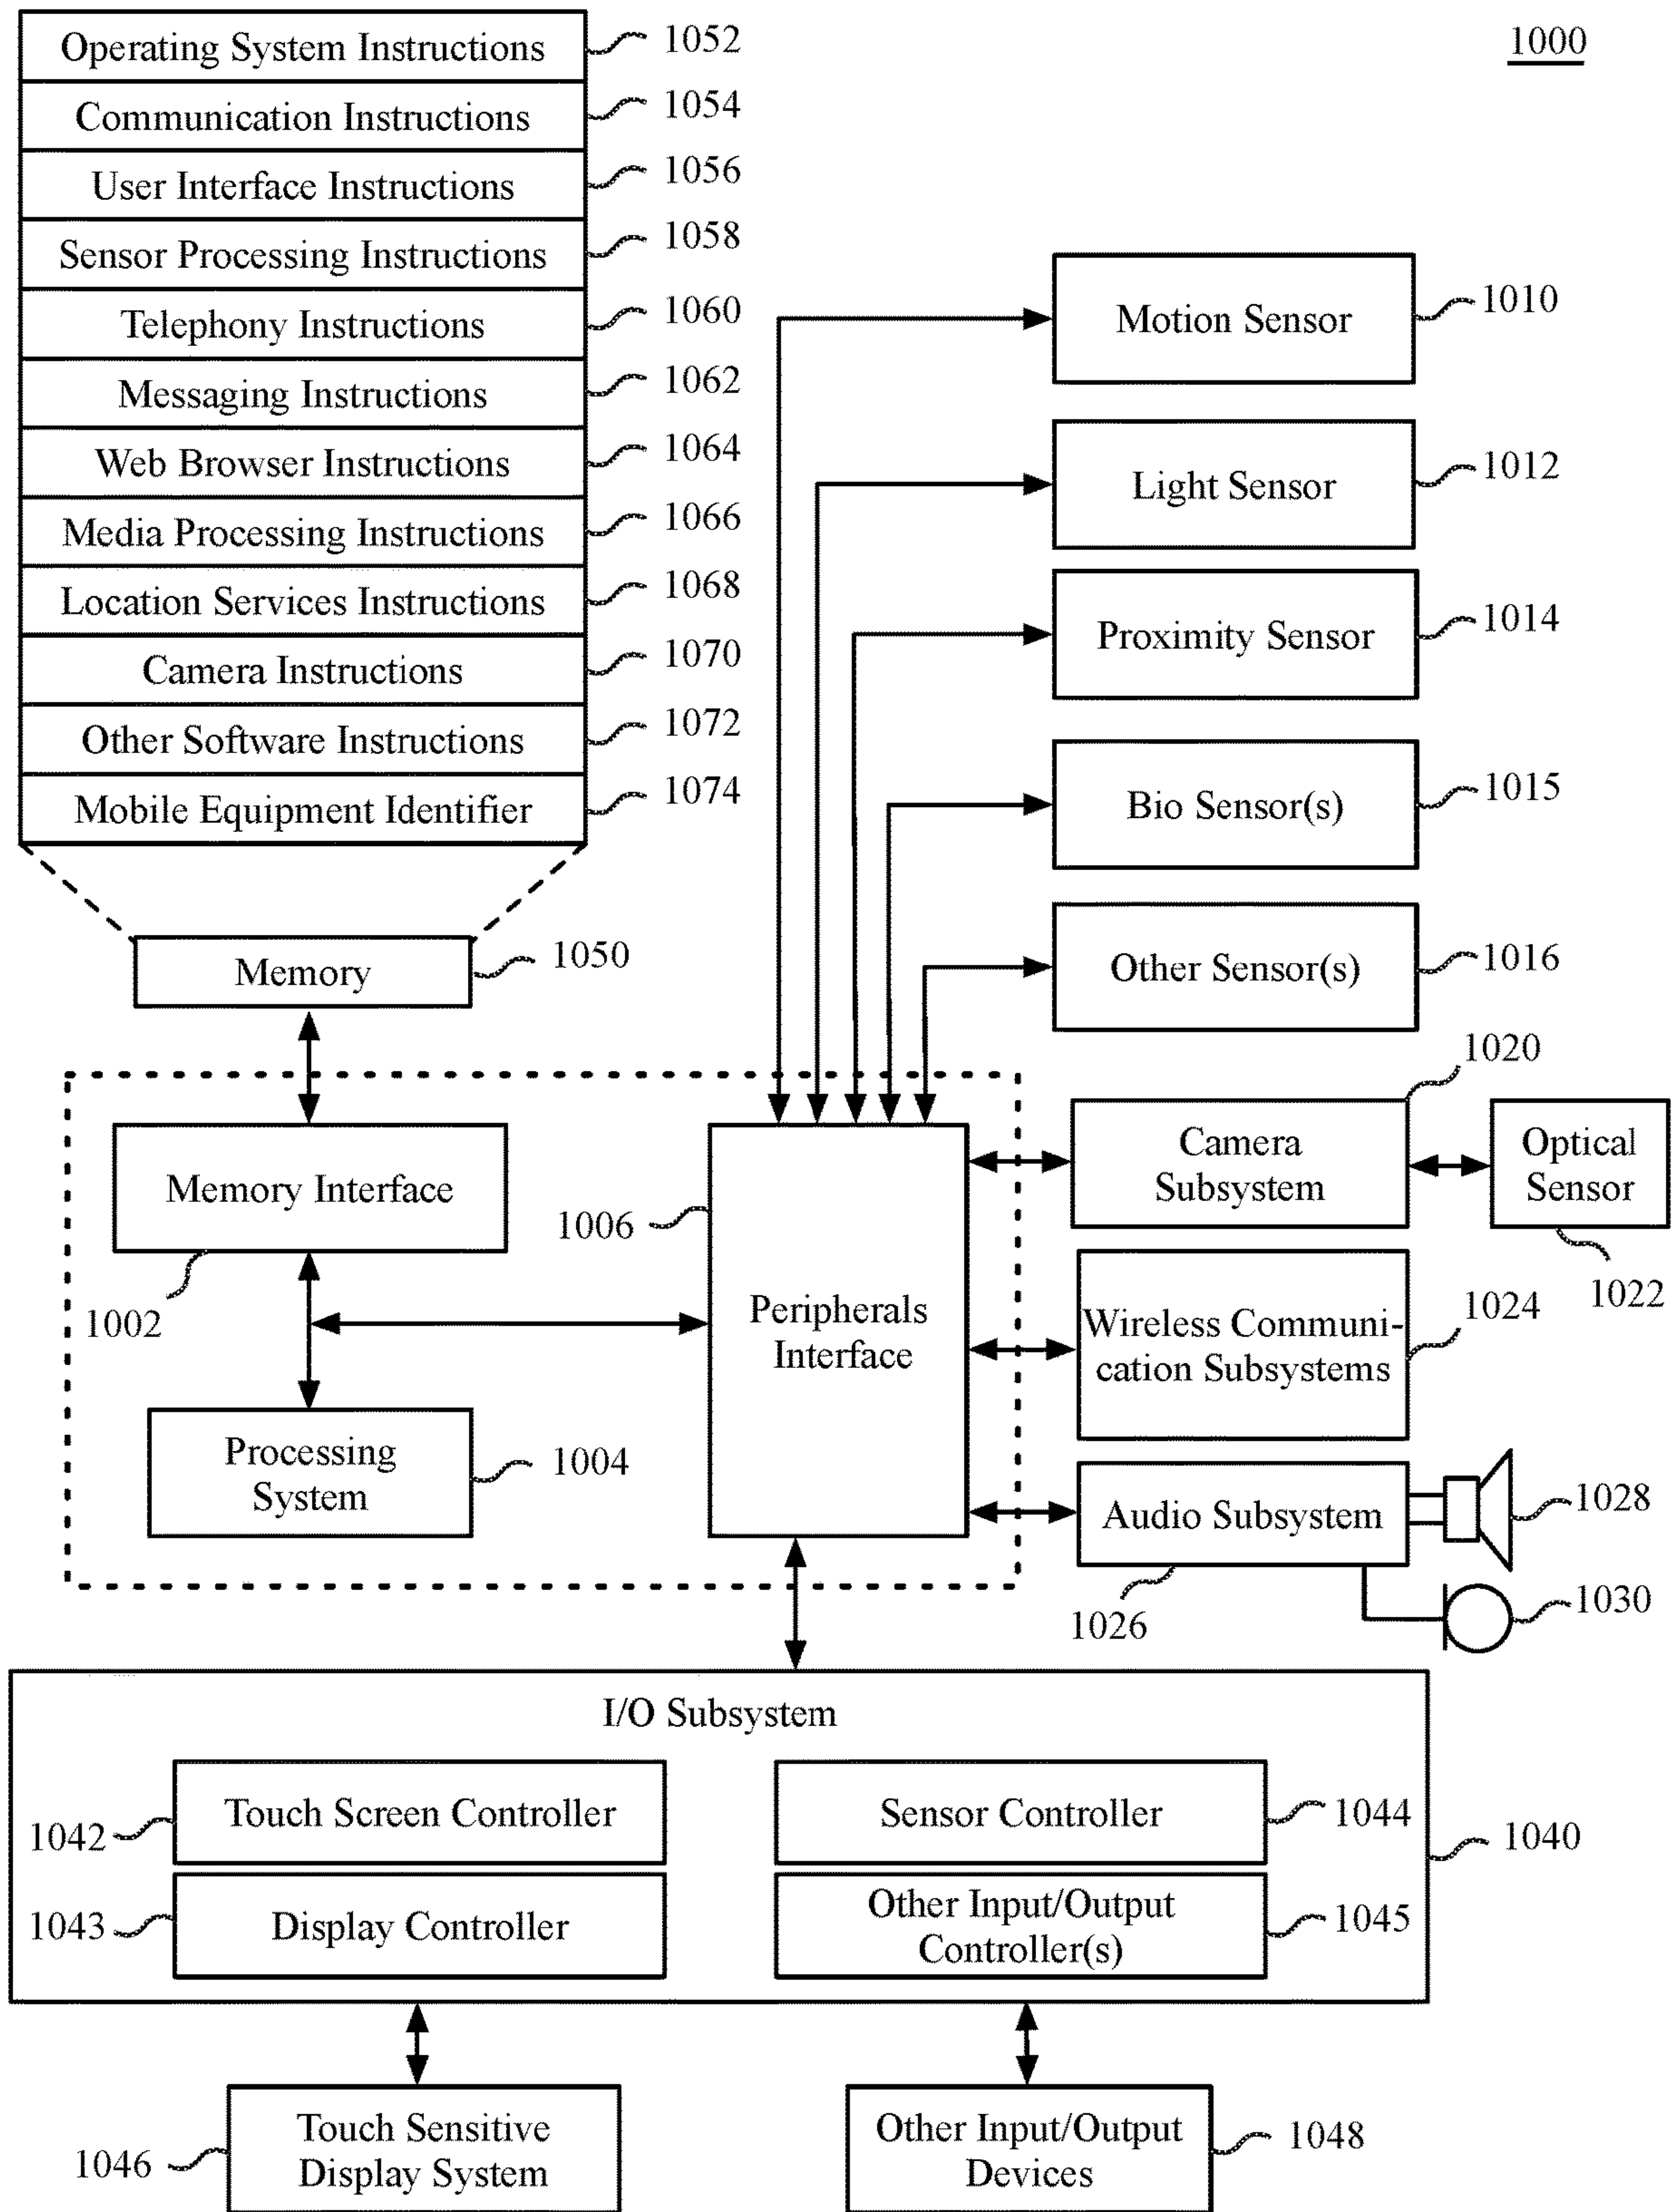 1000
Operating System Instructions
1052
Communication Instructions
1054
User Interface Instructions
1056
Sensor Processing Instructions
1058
Telephony Instructions
1060
Messaging Instructions
1062
Web Browser Instructions
1064
Media Processing Instructions
1066
Location Services Instructions
1068
Camera Instructions
1070
Other Software Instructions
1072
Mobile Equipment Identifier
1074
Memory
1050
Motion Sensor
1010
Light Sensor
1012
Proximity Sensor
1014
Bio Sensor(s)
1015
Other Sensor(s)
1016
Memory Interface
1002
Processing
System
1004
1006
Peripherals
Interface
1020
Camera
Subsystem
Optical
Sensor
1022
Wireless Communi-
cation Subsystems
1024
Audio Subsystem
1026
1028
1030
I/O Subsystem
1040
Touch Screen Controller
1042
Sensor Controller
1044
Display Controller
1043
Other Input/Output
Controller(s)
1045
Touch Sensitive
Display System
1046
Other Input/Output
Devices
1048